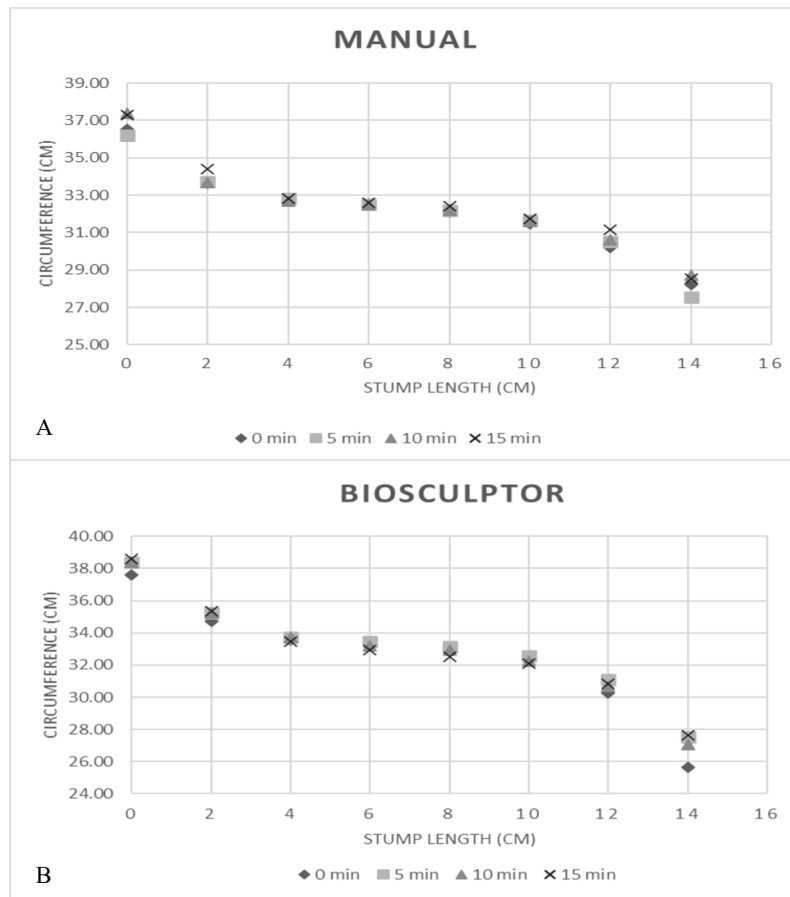 MANUAL
39.00
37.00
35.00
33.00
31.00
29.00
27.00
25.00
CIRCUMFERENCE (CM)
0 2 4 6 8 10 12 14 16
STUMP LENGTH (CM)
A
0 min 5 min 10 min 15 min
BIOSCULPTOR
40.00
38.00
36.00
34.00
32.00
30.00
28.00
26.00
24.00
CIRCUMFERENCE (CM)
0 2 4 6 8 10 12 14 16
STUMP LENGTH (CM)
B
0 min 5 min 10 min 15 min